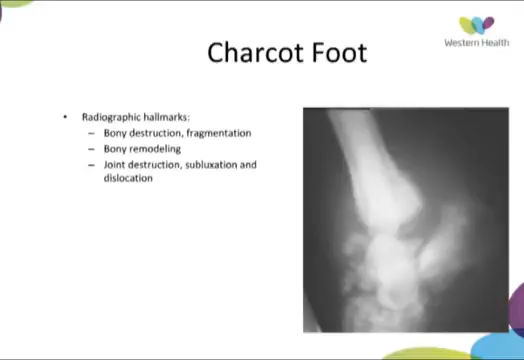 Western Health
Charcot Foot
• Radiographic hallmarks:
– Bony destruction, fragmentation
– Bony remodeling
– Joint destruction, subluxation and
dislocation